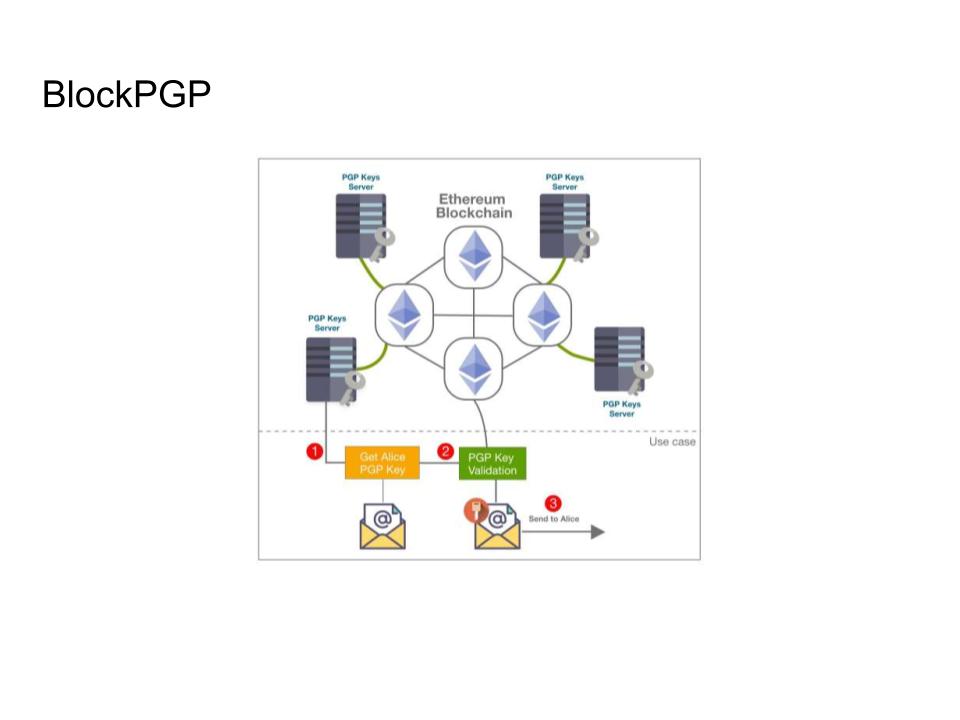 BlockPGP
PGP Keys
Server
PGP Keys
Server
Ethereum
Blockchain
PGP Keys
Server
PGP Keys
Server
Use case
1
Get Alice
PGP Key
2
PGP Key
Validation
3
Send to Alice
@
@